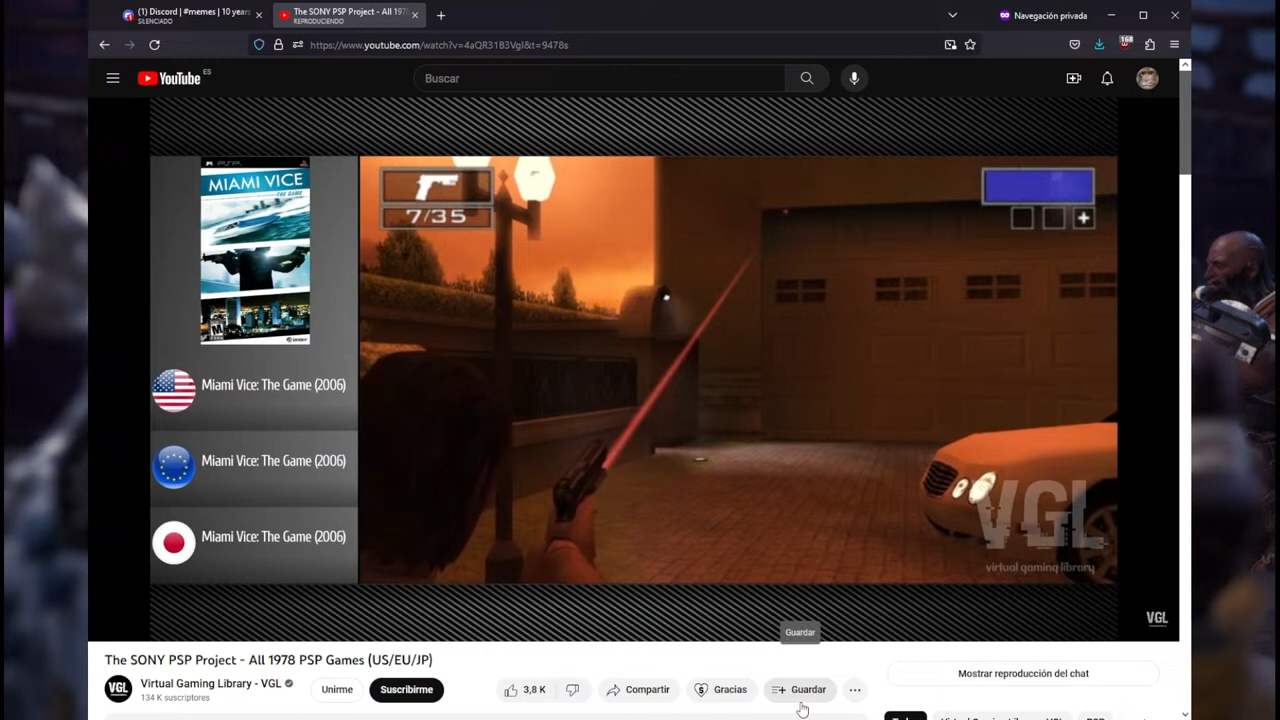 (1) Discord | #memes | 10 years
SILENCIADO
The SONY PSP Project - All 197
REPRODUCIENDO
Navegación privada
https://www.youtube.com/watch?v=4aQR31B3VgI&t=9478s
168
YouTube ES
Buscar
PSP
MIAMI VICE
THE GAME
7/35
Miami Vice: The Game (2006)
Miami Vice: The Game (2006)
Miami Vice: The Game (2006)
VGL
virtual gaming library
VGL
Guardar
The SONY PSP Project - All 1978 PSP Games (US/EU/JP)
Mostrar reproducción del chat
VGL
Virtual Gaming Library - VGL
134 K suscriptores
Unirme
Suscribirme
3,8 K
Compartir
Gracias
Guardar